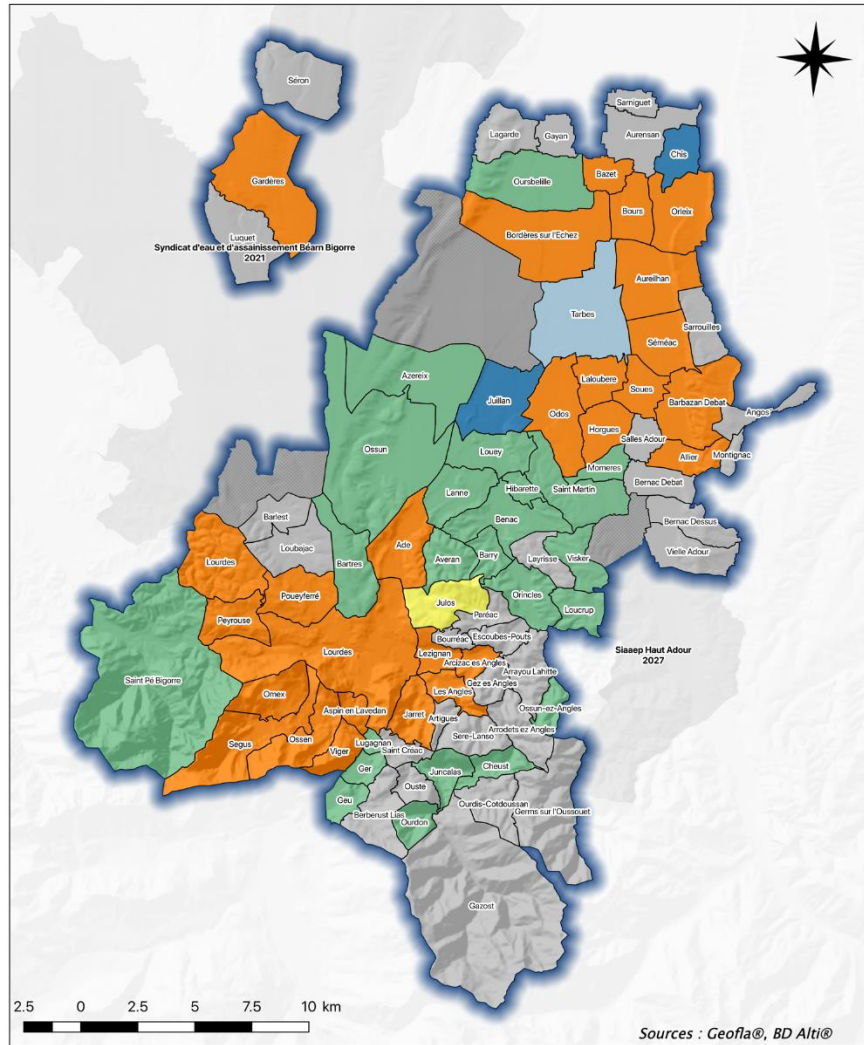 Séron
Sarniguet
Lagarde
Gayan
Aurensan
Chis
Gardères
Oursbelille
Bazet
Bours
Orleix
Luquet
Bordères sur l'Echez
Syndicat d'eau et d'assainissement Béarn Bigorre
2021
Aureilhan
Tarbes
Sarrouilles
Séméac
Azereix
Laloubere
Juillan
Soues
Barbazan Debat
Odos
Angos
Horgues
Ossun
Salles Adour
Louey
Allier
Montignac
Momeres
Lanne
Hibarette
Saint Martin
Bernac Debat
Benac
Barlest
Bernac Dessus
Loubajac
Ade
Lourdes
Averan
Barry
Layrisse
Visker
Vielle Adour
Bartres
Poueyferré
Julos
Orincles
Loucrup
Peyrouse
Paréac
Bourréac
Escoubes-Pouts
Lourdes
Lezignan
Siaaep Haut Adour
2027
Arcizac es Angles
Arrayou Lahitte
Saint Pé Bigorre
Gez es Angles
Omex
Les Angles
Ossun-ez-Angles
Aspin en Lavedan
Jarret
Artigues
Arrodets ez Angles
Segus
Ossen
Viger
Lugagnan
Sere-Lanso
Saint Créac
Ger
Juncalas
Cheust
Ouste
Geu
Ourdis-Cotdoussan
Germs sur l'Oussouet
Berberust Lias
Ourdon
Gazost
2.5 0 2.5 5 7.5 10 km
Sources : Geofla®, BD Alti®